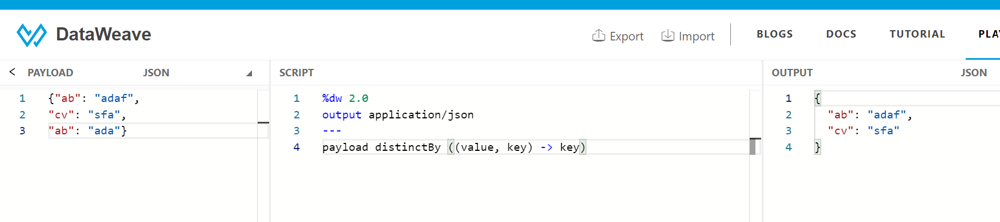 DataWeave
Export Import BLOGS DOCS TUTORIAL PLA
< PAYLOAD JSON
1 {"ab": "adaf",
2 "cv": "sfa",
3 "ab": "ada"}
SCRIPT
1 %dw 2.0
2 output application/json
3 ---
4 payload distinctBy ((value, key) -> key)
OUTPUT JSON
1 {
2 "ab": "adaf",
3 "cv": "sfa"
4 }